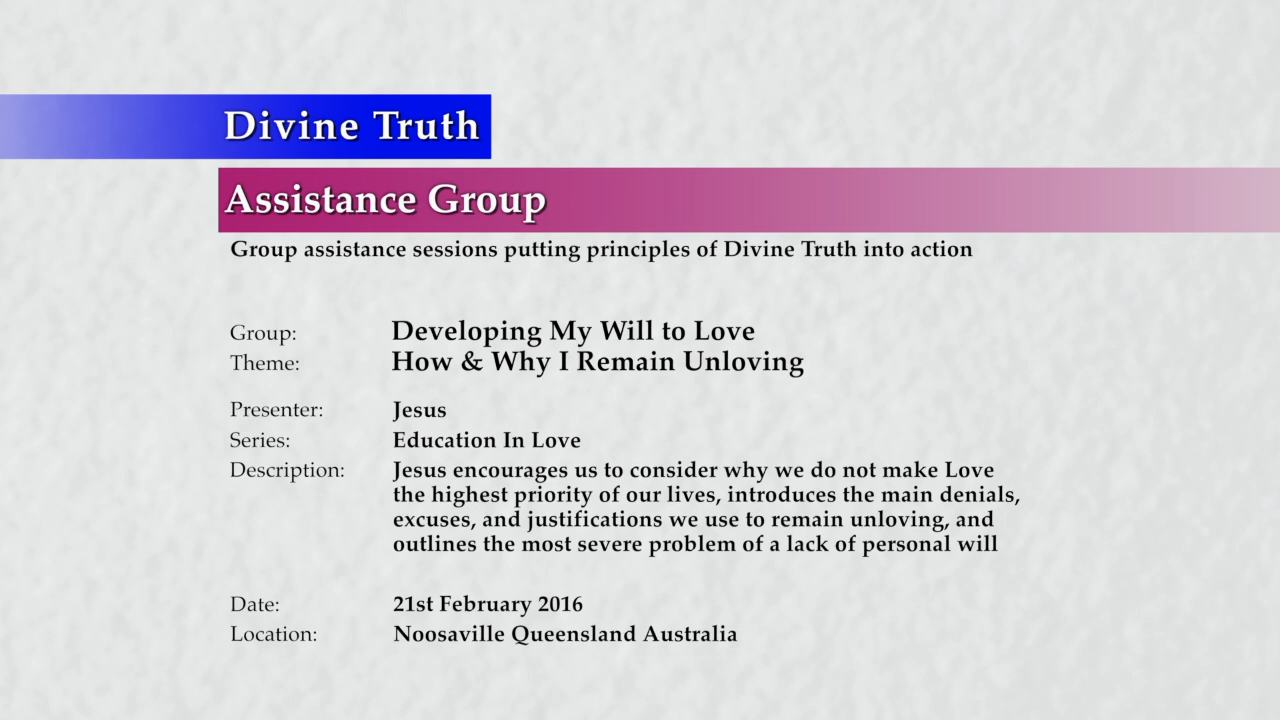 Divine Truth
Assistance Group
Group assistance sessions putting principles of Divine Truth into action
Group: Developing My Will to Love
Theme: How & Why I Remain Unloving
Presenter: Jesus
Series: Education In Love
Description: Jesus encourages us to consider why we do not make Love
the highest priority of our lives, introduces the main denials,
excuses, and justifications we use to remain unloving, and
outlines the most severe problem of a lack of personal will
Date: 21st February 2016
Location: Noosaville Queensland Australia